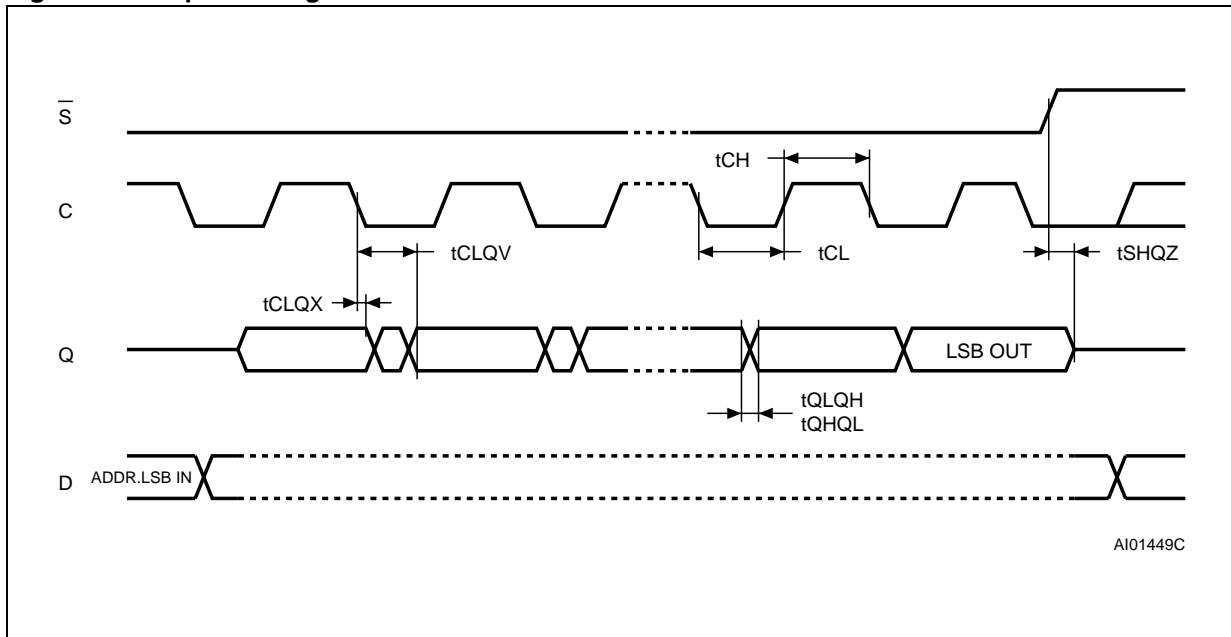 S
tCH
C
tCLQV
tCL
tSHQZ
tCLQX
Q
LSB OUT
tQLQH
tQHQL
D
ADDR.LSB IN
AI01449C